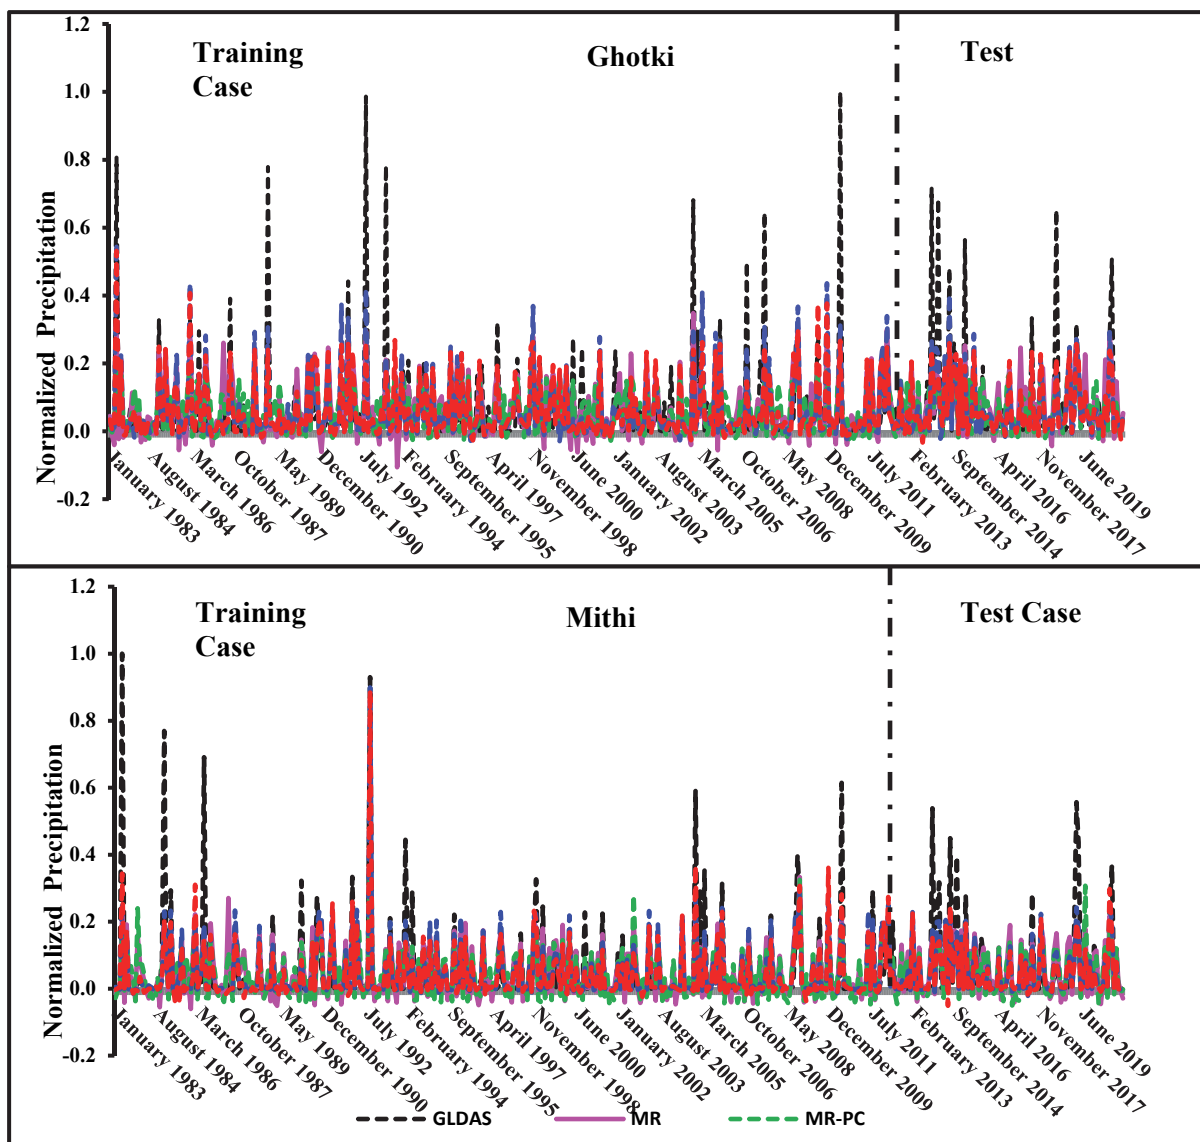 Training Case
Ghotki
Test
Normalized Precipitation
1.2
1.0
0.8
0.6
0.4
0.2
0.0
-0.2
January 1983
August 1984
March 1986
October 1987
May 1989
December 1990
July 1992
February 1994
September 1995
April 1997
November 1998
June 2000
January 2002
August 2003
March 2005
October 2006
May 2008
December 2009
July 2011
February 2013
September 2014
April 2016
November 2017
June 2019
Training Case
Mithi
Test Case
Normalized Precipitation
1.2
1.0
0.8
0.6
0.4
0.2
0.0
-0.2
January 1983
August 1984
March 1986
October 1987
May 1989
December 1990
July 1992
February 1994
September 1995
April 1997
November 1998
June 2000
January 2002
August 2003
March 2005
October 2006
May 2008
December 2009
July 2011
February 2013
September 2014
April 2016
November 2017
June 2019
GLDAS
MR
MR-PC